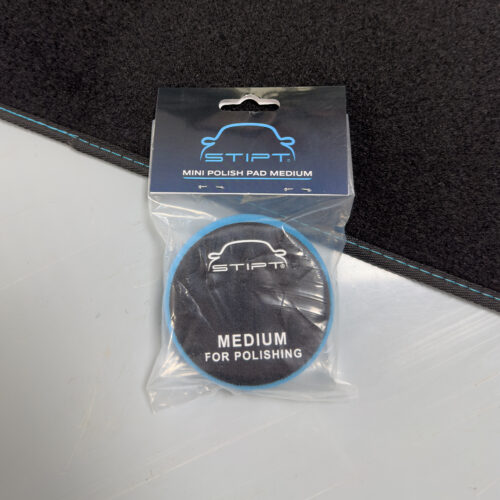 STIPT®
MINI POLISH PAD MEDIUM
STIPT®
MEDIUM
FOR POLISHING